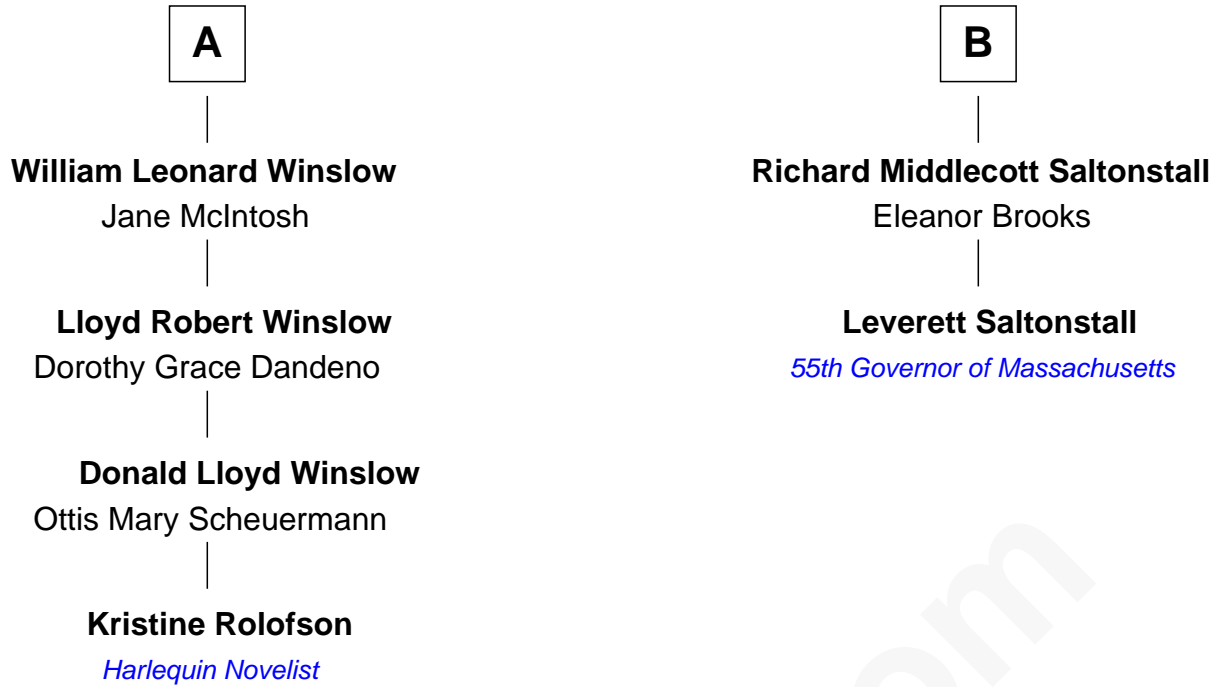 A
William Leonard Winslow
Jane McIntosh
Lloyd Robert Winslow
Dorothy Grace Dandeno
Donald Lloyd Winslow
Ottis Mary Scheuermann
Kristine Rolofson
Harlequin Novelist
B
Richard Middlecott Saltonstall
Eleanor Brooks
Leverett Saltonstall
55th Governor of Massachusetts
om